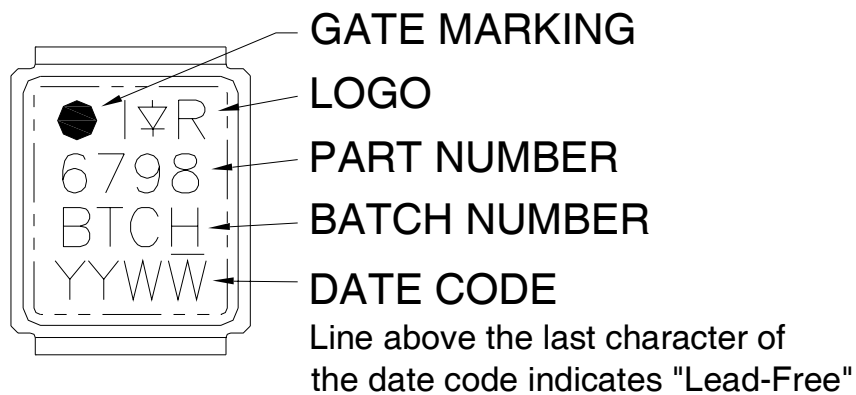 GATE MARKING
I R
LOGO
6798
PART NUMBER
BTCH
BATCH NUMBER
YYWW̅
DATE CODE
Line above the last character of
the date code indicates "Lead-Free"